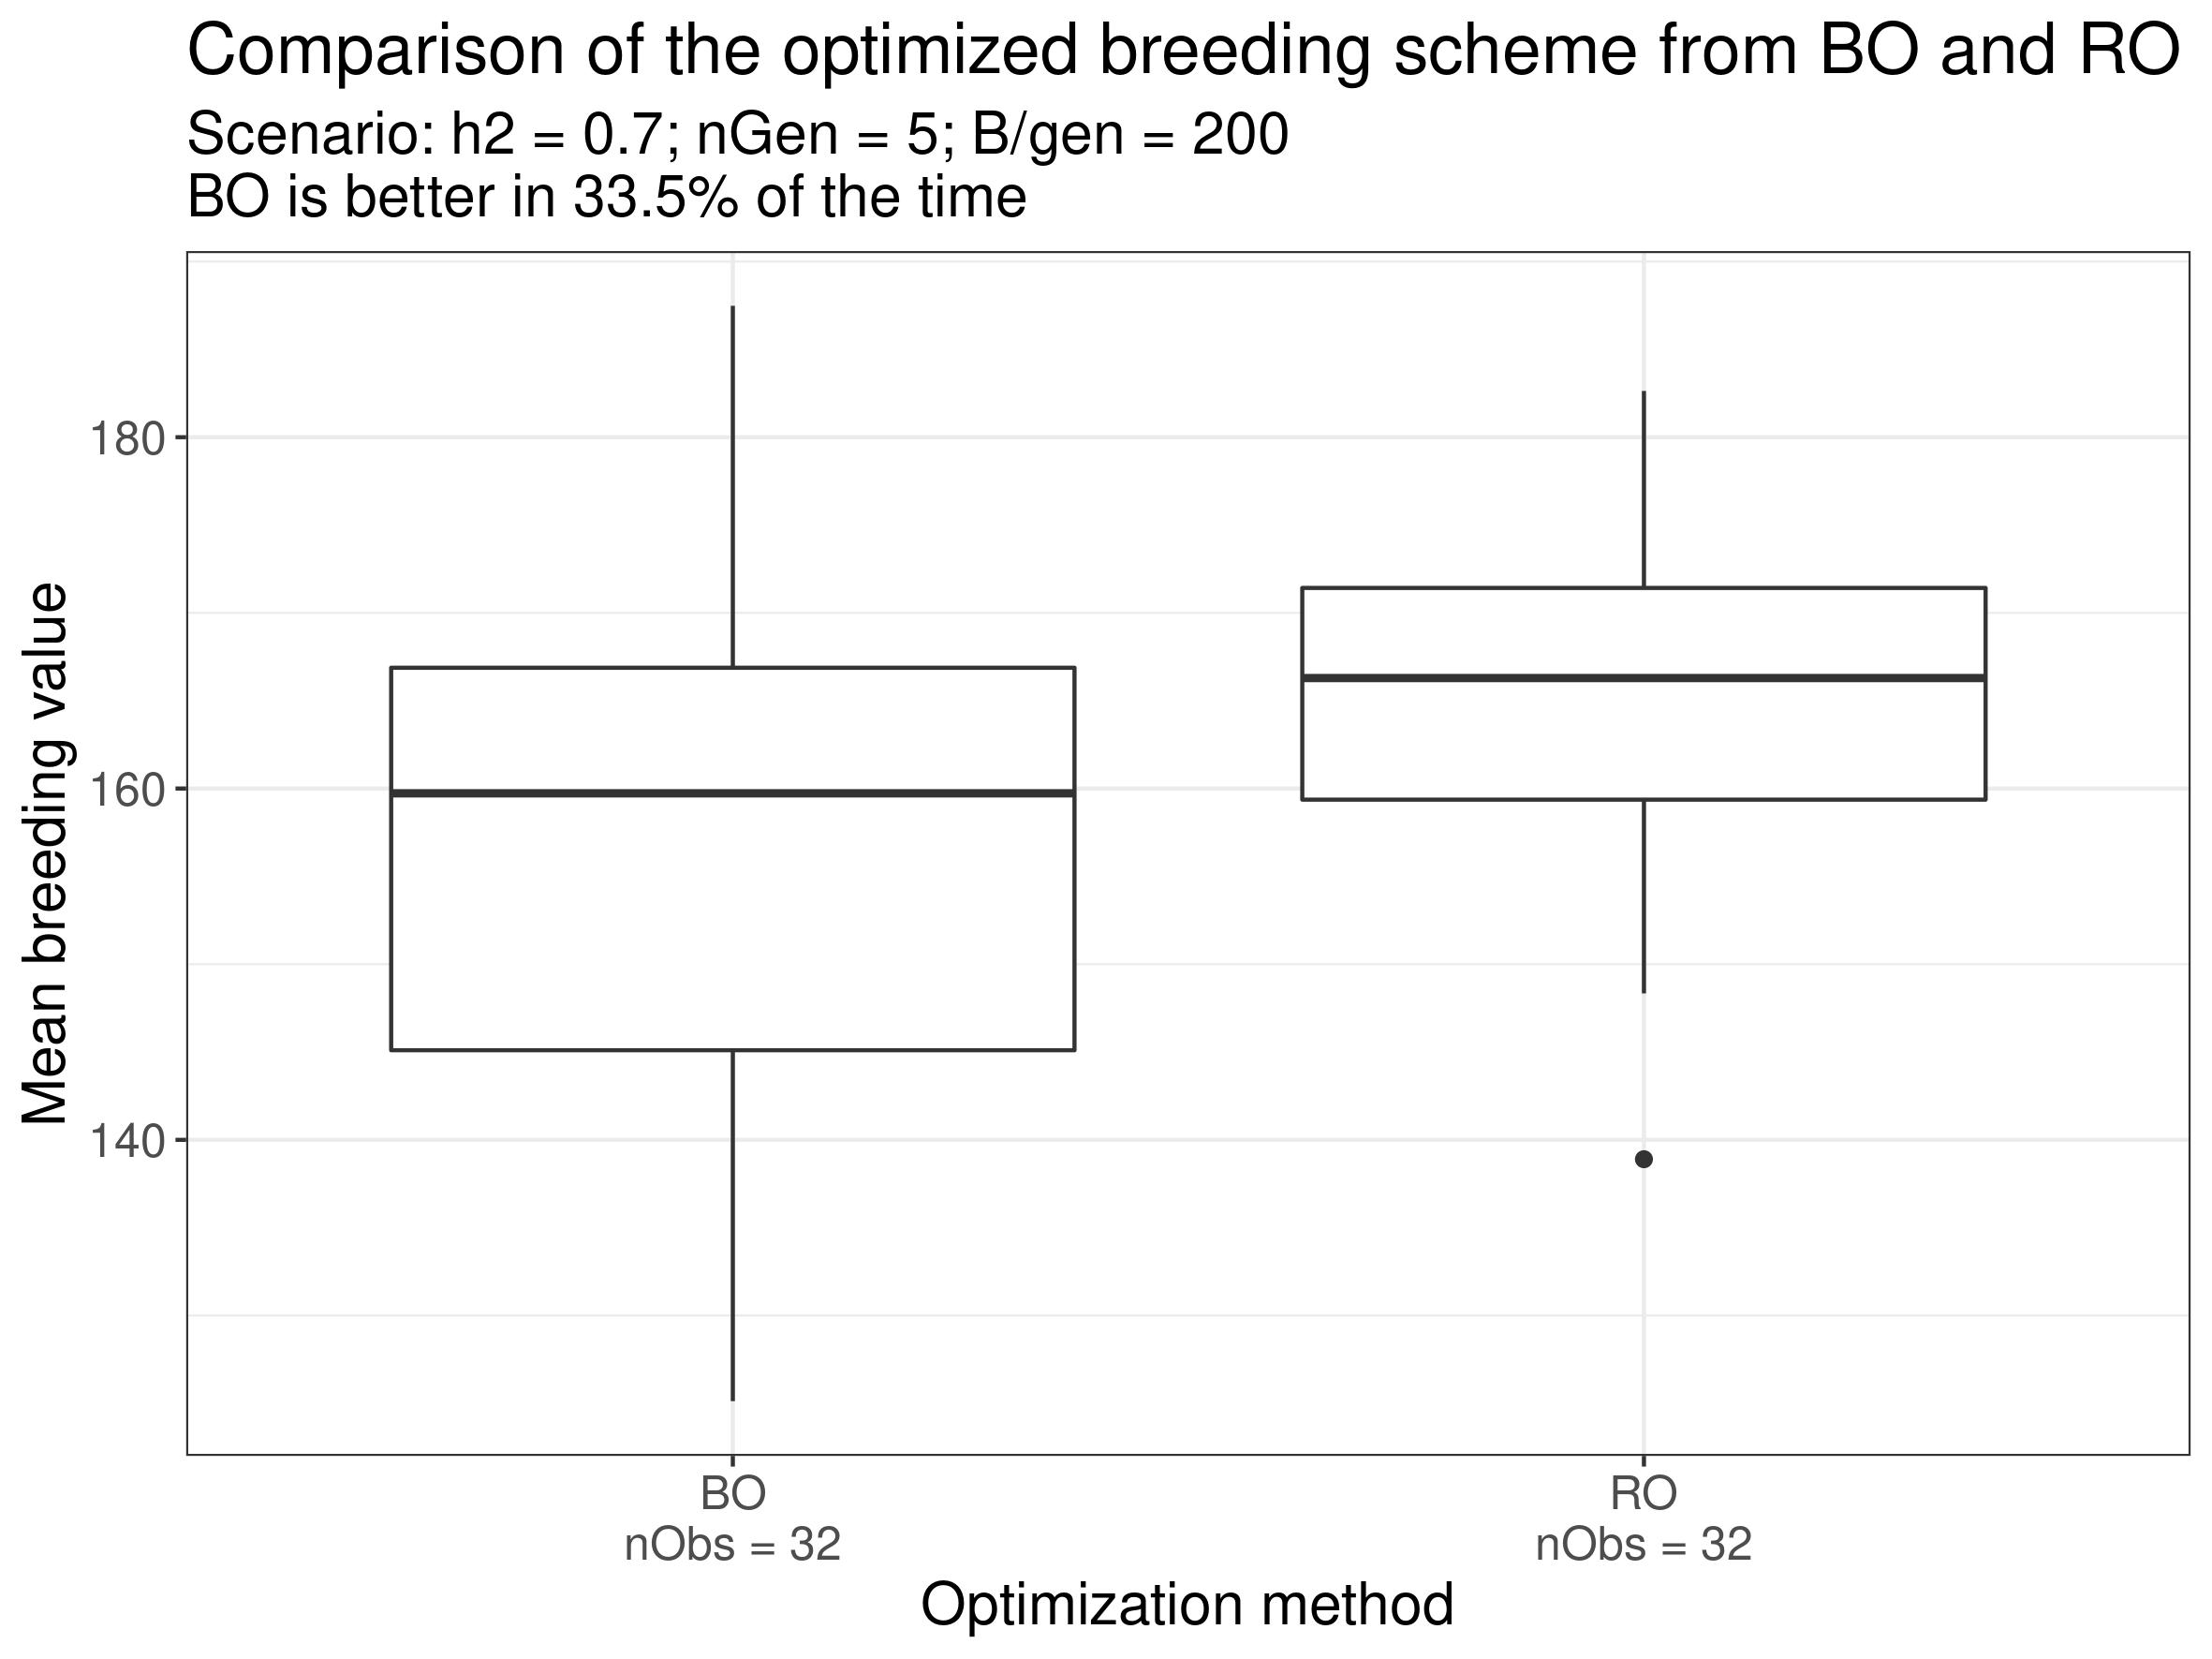 Comparison of the optimized breeding scheme from BO and RO
Scenario: h2 = 0.7; nGen = 5; B/gen = 200
BO is better in 33.5% of the time
Mean breeding value
180
160
140
BO
nObs = 32
RO
nObs = 32
Optimization method